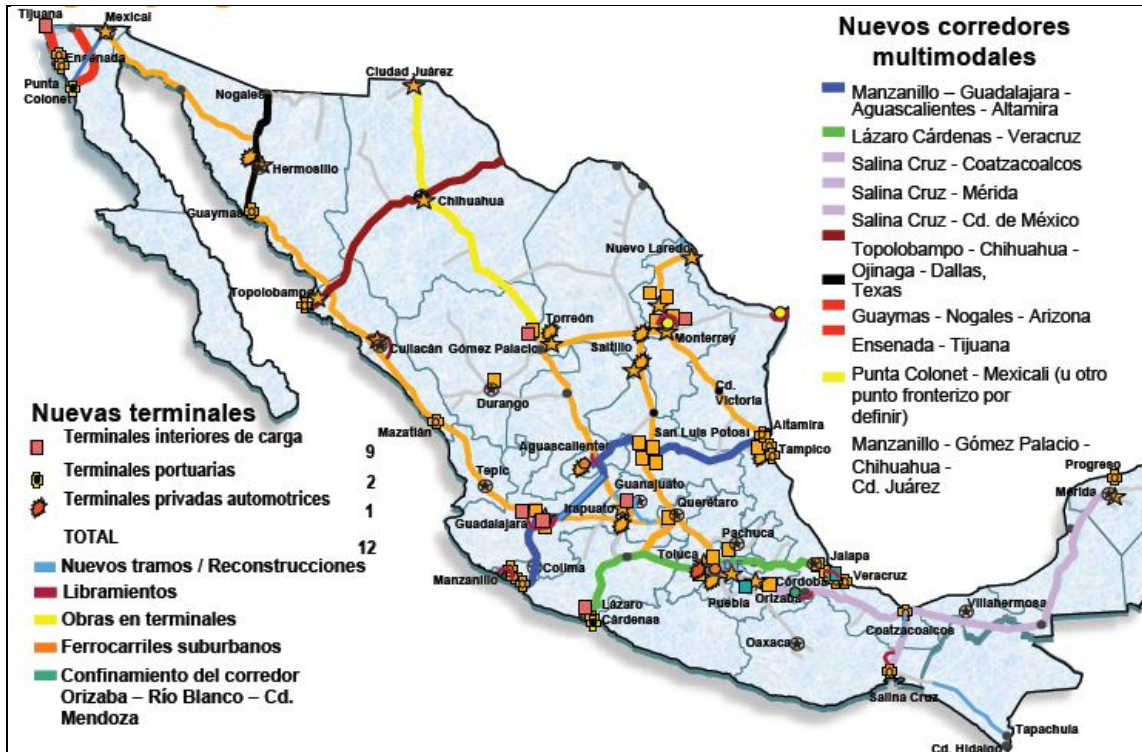 Tijuana
Mexical
Ensenada
Punta
Colonet
Nogales
Ciudad Juárez
Hermosillo
Chihuahua
Guaymas
Nuevo Laredo
Topolobampo
Torreón
Culiacán
Gómez Palacio
Saltillo
Monterrey
Durango
Cd.
Victoria
Mazatlán
Altamira
San Luis Potosí
Tampico
Aguascalientes
Tepic
Guanajuato
Querétaro
Irapuato
Guadalajara
Pachuca
Toluca
Jalapa
Manzanillo
Colima
Córdoba
Veracruz
Puebla
Orizaba
Lázaro
Cárdenas
Oaxaca
Coatzacoalcos
Villahermosa
Progreso
Mérida
Salina Cruz
Tapachula
Cd. Hidalgo
Nuevos corredores
multimodales
Manzanillo – Guadalajara -
Aguascalientes - Altamira
Lázaro Cárdenas - Veracruz
Salina Cruz - Coatzacoalcos
Salina Cruz - Mérida
Salina Cruz - Cd. de México
Topolobampo - Chihuahua -
Ojinaga - Dallas,
Texas
Guaymas - Nogales - Arizona
Ensenada - Tijuana
Punta Colonet - Mexicali (u otro
punto fronterizo por
definir)
Manzanillo - Gómez Palacio -
Chihuahua -
Cd. Juárez
Nuevas terminales
Terminales interiores de carga 9
Terminales portuarias 2
Terminales privadas automotrices 1
TOTAL 12
Nuevos tramos / Reconstrucciones
Libramientos
Obras en terminales
Ferrocarriles suburbanos
Confinamiento del corredor
Orizaba – Río Blanco – Cd.
Mendoza